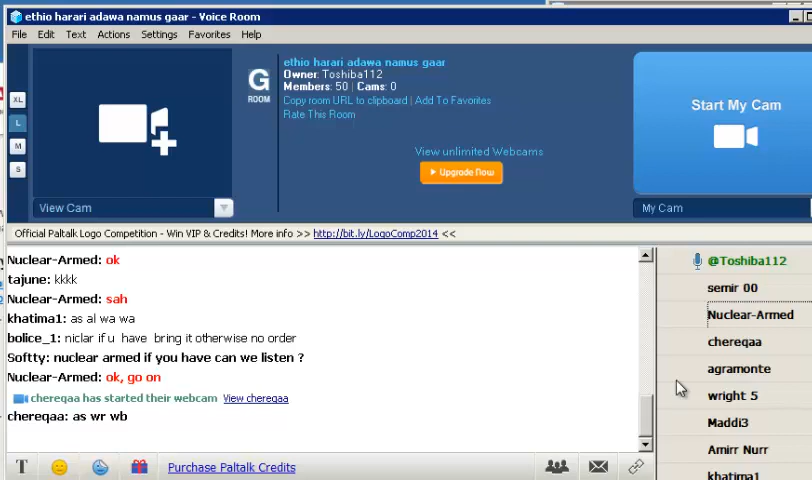 ethio harari adawa namus gaar - Voice Room
File Edit Text Actions Settings Favorites Help
XL
L
M
S
View Cam
G
ROOM
ethio harari adawa namus gaar
Owner: Toshiba112
Members: 50 | Cams: 0
Copy room URL to clipboard | Add To Favorites
Rate This Room
View unlimited Webcams
Upgrade Now
Start My Cam
My Cam
Official Paltalk Logo Competition - Win VIP & Credits! More info >> http://bit.ly/LogoComp2014 <<
Nuclear-Armed: ok
tajune: kkkk
Nuclear-Armed: sah
khatima1: as al wa wa
bolice_1: niclar if u have bring it otherwise no order
Softty: nuclear armed if you have can we listen ?
Nuclear-Armed: ok, go on
chereqaa has started their webcam View chereqaa
chereqaa: as wr wb
@Toshiba112
semir 00
Nuclear-Armed
chereqaa
agramonte
wright 5
Maddi3
Amirr Nurr
khatima1
T
Purchase Paltalk Credits